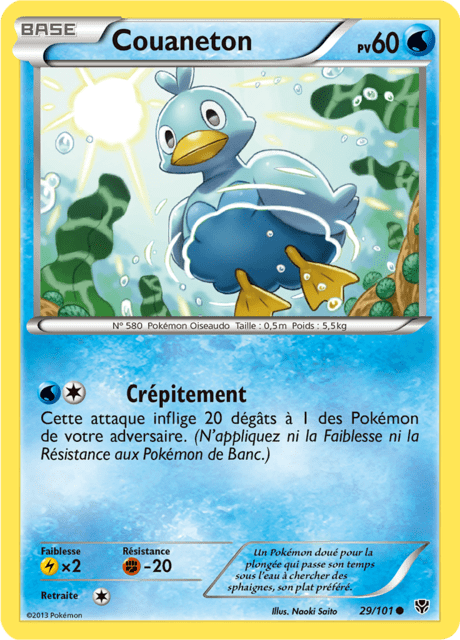 BASE Couaneton PV60
N° 580 Pokémon Oiseaudo Taille : 0,5m Poids : 5,5kg
Crépitement
Cette attaque inflige 20 dégâts à 1 des Pokémon
de votre adversaire. (N'appliquez ni la Faiblesse ni la
Résistance aux Pokémon de Banc.)
Faiblesse Résistance
×2 -20
Retraite
Un Pokémon doué pour la
plongée qui passe son temps
sous l'eau à chercher des
sphaignes, son plat préféré.
©2013 Pokémon Illus. Naoki Saito 29/101